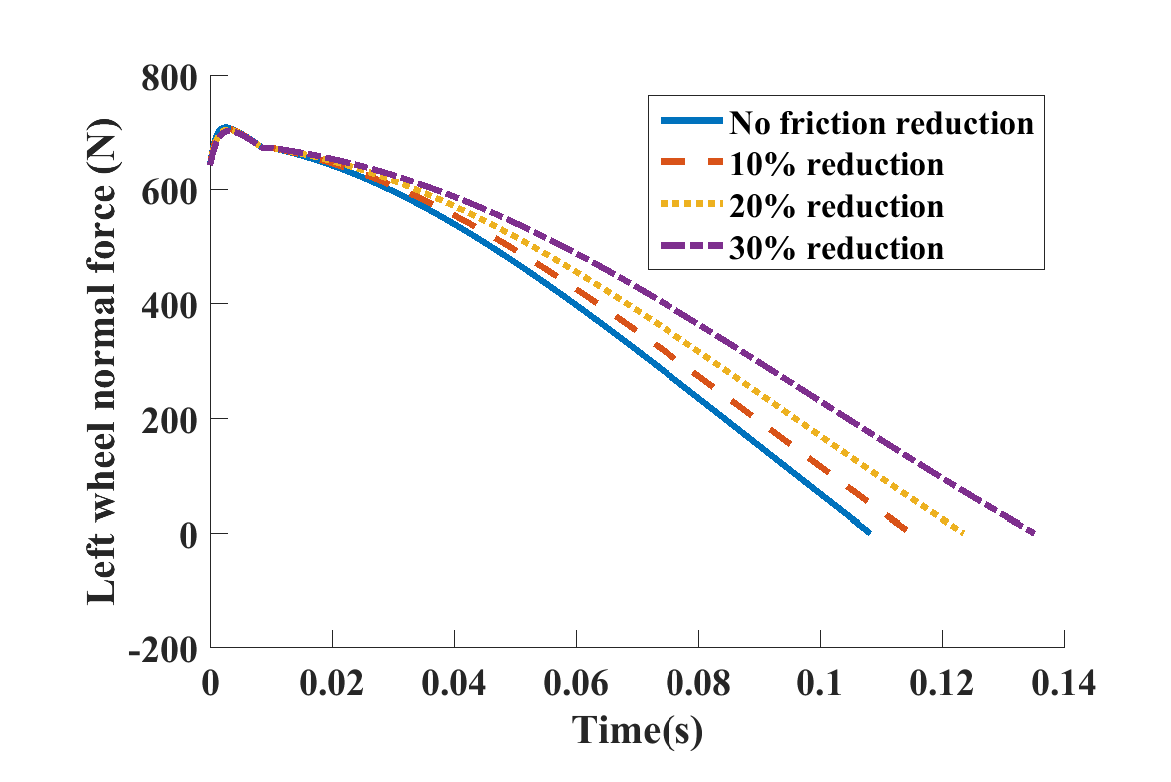 Left wheel normal force (N)
800
600
400
200
0
-200
No friction reduction
10% reduction
20% reduction
30% reduction
0 0.02 0.04 0.06 0.08 0.1 0.12 0.14
Time(s)